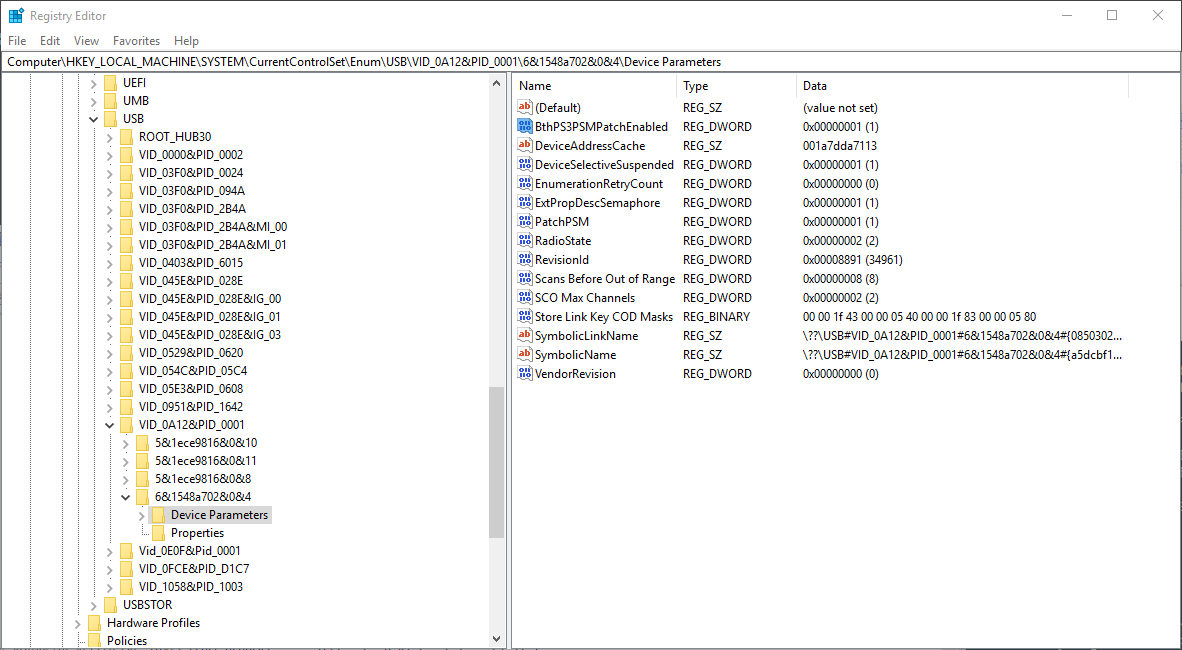 Registry Editor
File Edit View Favorites Help
Computer\HKEY_LOCAL_MACHINE\SYSTEM\CurrentControlSet\Enum\USB\VID_0A12&PID_0001\6&1548a702&0&4\Device Parameters
UEFI
UMB
USB
ROOT_HUB30
VID_0000&PID_0002
VID_03F0&PID_0024
VID_03F0&PID_094A
VID_03F0&PID_2B4A
VID_03F0&PID_2B4A&MI_00
VID_03F0&PID_2B4A&MI_01
VID_0403&PID_6015
VID_045E&PID_028E
VID_045E&PID_028E&IG_00
VID_045E&PID_028E&IG_01
VID_045E&PID_028E&IG_03
VID_0529&PID_0620
VID_054C&PID_05C4
VID_05E3&PID_0608
VID_0951&PID_1642
VID_0A12&PID_0001
5&1ece9816&0&10
5&1ece9816&0&11
5&1ece9816&0&8
6&1548a702&0&4
Device Parameters
Properties
Vid_0E0F&Pid_0001
VID_0FCE&PID_D1C7
VID_1058&PID_1003
USBSTOR
Hardware Profiles
Policies
Name Type Data
(Default) REG_SZ (value not set)
BthPS3PSMPatchEnabled REG_DWORD 0x00000001 (1)
DeviceAddressCache REG_SZ 001a7dda7113
DeviceSelectiveSuspended REG_DWORD 0x00000001 (1)
EnumerationRetryCount REG_DWORD 0x00000000 (0)
ExtPropDescSemaphore REG_DWORD 0x00000001 (1)
PatchPSM REG_DWORD 0x00000001 (1)
RadioState REG_DWORD 0x00000002 (2)
RevisionId REG_DWORD 0x00008891 (34961)
Scans Before Out of Range REG_DWORD 0x00000008 (8)
SCO Max Channels REG_DWORD 0x00000002 (2)
Store Link Key COD Masks REG_BINARY 00 00 1f 43 00 00 05 40 00 00 1f 83 00 00 05 80
SymbolicLinkName REG_SZ \??\USB#VID_0A12&PID_0001#6&1548a702&0&4#{0850302...
SymbolicName REG_SZ \??\USB#VID_0A12&PID_0001#6&1548a702&0&4#{a5dcbf1...
VendorRevision REG_DWORD 0x00000000 (0)